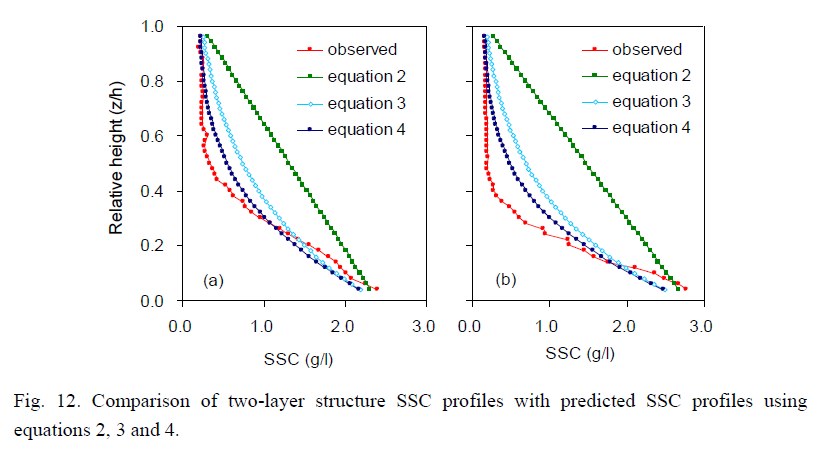 1.0
0.8
0.6
0.4
0.2
0.0
Relative height (z/h)
observed
equation 2
equation 3
equation 4
(a)
0.0 1.0 2.0 3.0
SSC (g/l)
observed
equation 2
equation 3
equation 4
(b)
0.0 1.0 2.0 3.0
SSC (g/l)
Fig. 12. Comparison of two-layer structure SSC profiles with predicted SSC profiles using
equations 2, 3 and 4.